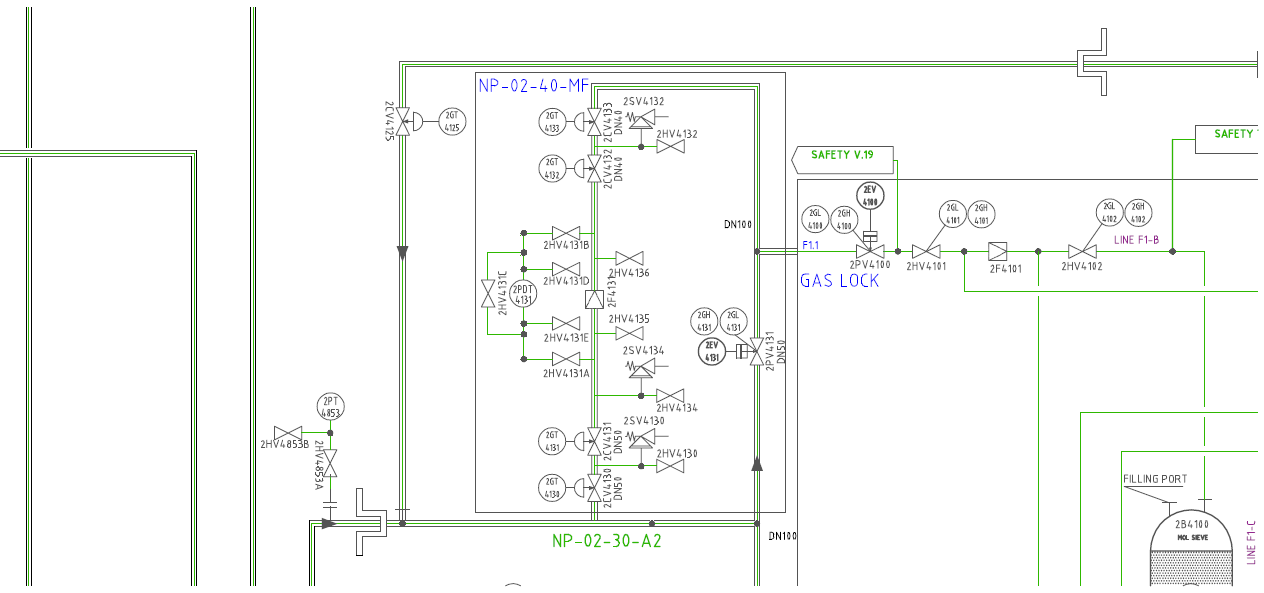 NP-02-40-MF
2CV4125
2GT
4125
2GT
4133
2CV4133
DN40
2SV4132
2HV4132
2GT
4132
2CV4132
DN40
SAFETY V.19
SAFETY
2EV
4100
2GL
4100
2GH
4100
2GL
4101
2GH
4101
2GL
4102
2GH
4102
DN100
F1.1
2PV4100
2HV4101
2F4101
2HV4102
LINE F1-B
GAS LOCK
2HV4131B
2HV4131C
2HV4131D
2HV4136
2PDT
4131
2F4131
2HV4135
2HV4131E
2HV4131A
2SV4134
2HV4134
2GH
4131
2GL
4131
2EV
4131
2PV4131
DN50
2PT
4853
2HV4853B
2HV4853A
2GT
4131
2CV4131
DN50
2SV4130
2HV4130
2GT
4130
2CV4130
DN50
NP-02-30-A2
DN100
FILLING PORT
2B4100
MOL SIEVE
LINE F1-C